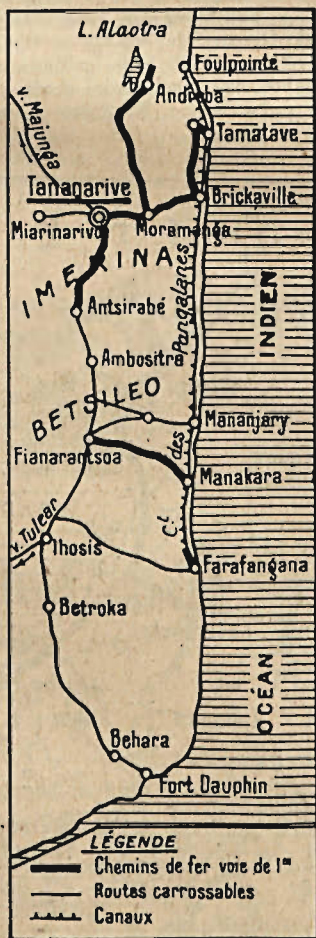 L. Alaotra
Foulpointe
Andreba
v. Majunga
Tamatave
Tananarive
Brickaville
Miarinarivo
Moramanga
IMERINA
Antsirabé
Pangalanes
INDIEN
Ambositra
BETSILEO
Mananjary
des
Fianarantsoa
Manakara
Cl
v. Tulear
Ihosis
Farafangana
Betroka
OCÉAN
Behara
Fort Dauphin
LÉGENDE
Chemins de fer voie de 1m
Routes carrossables
Canaux